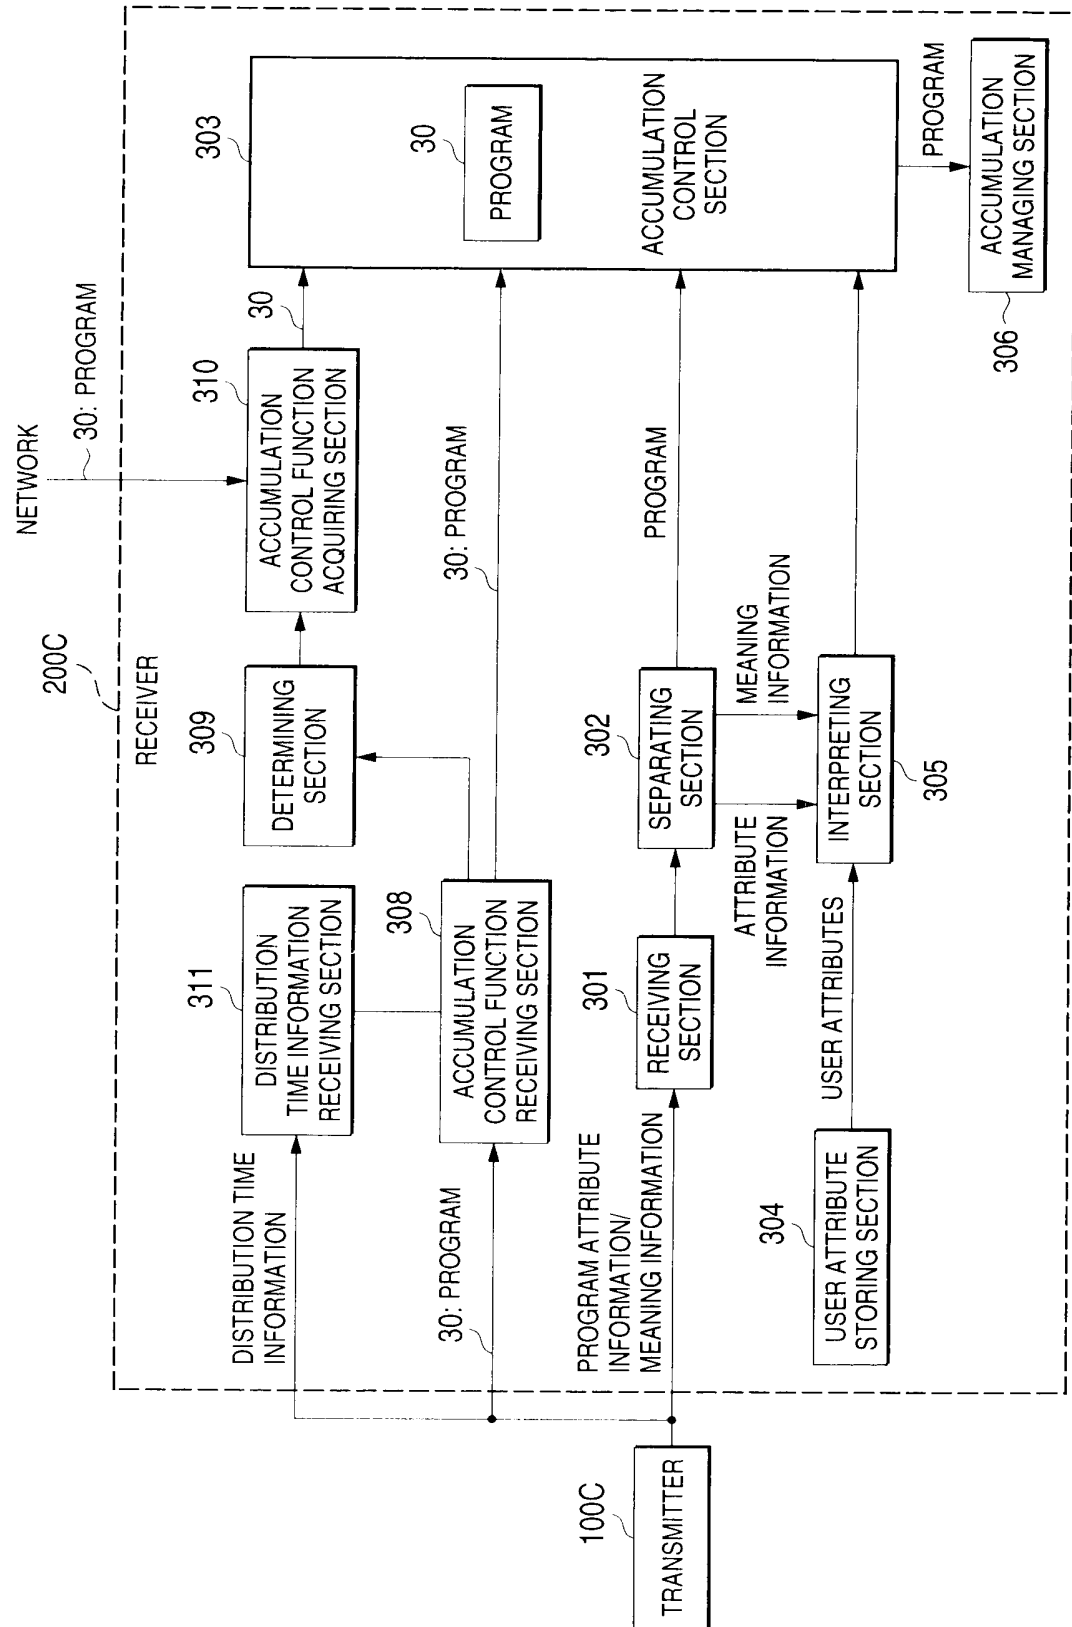 NETWORK
30: PROGRAM
200C
RECEIVER
311
DISTRIBUTION
TIME INFORMATION
RECEIVING SECTION
309
DETERMINING
SECTION
310
ACCUMULATION
CONTROL FUNCTION
ACQUIRING SECTION
30
303
30
PROGRAM
ACCUMULATION
CONTROL
SECTION
DISTRIBUTION TIME
INFORMATION
30: PROGRAM
308
ACCUMULATION
CONTROL FUNCTION
RECEIVING SECTION
30: PROGRAM
100C
TRANSMITTER
PROGRAM ATTRIBUTE
INFORMATION/
MEANING INFORMATION
301
RECEIVING
SECTION
302
SEPARATING
SECTION
PROGRAM
ATTRIBUTE
INFORMATION
MEANING
INFORMATION
304
USER ATTRIBUTE
STORING SECTION
USER ATTRIBUTES
INTERPRETING
SECTION
305
PROGRAM
ACCUMULATION
MANAGING SECTION
306